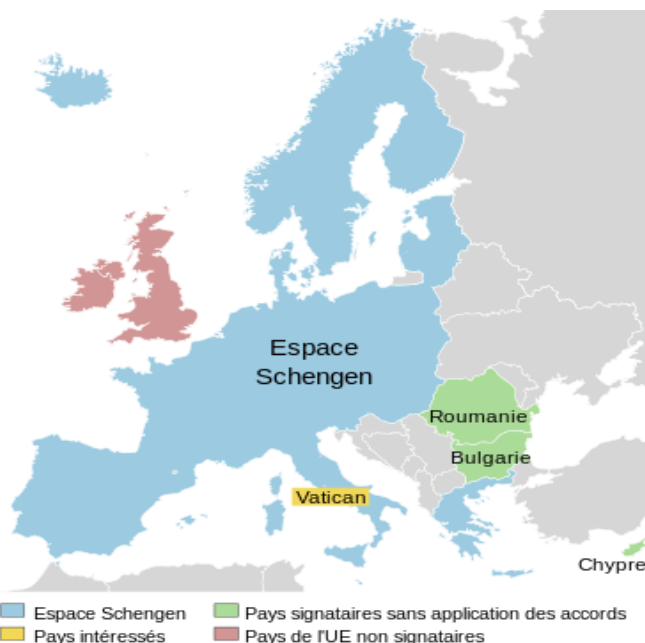 Espace
Schengen
Roumanie
Bulgarie
Vatican
Chypre
Espace Schengen
Pays signataires sans application des accords
Pays intéressés
Pays de l'UE non signataires